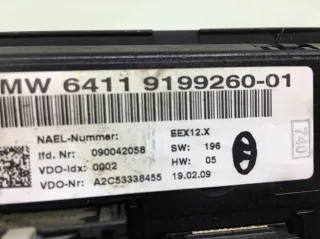 MW 6411 9199260-01
NAEL-Nummer: EEX12.X
lfd. Nr: 090042058 SW: 196
VDO-Idx: 0002 HW: 05
VDO-Nr: A2C53338455 19.02.09
740